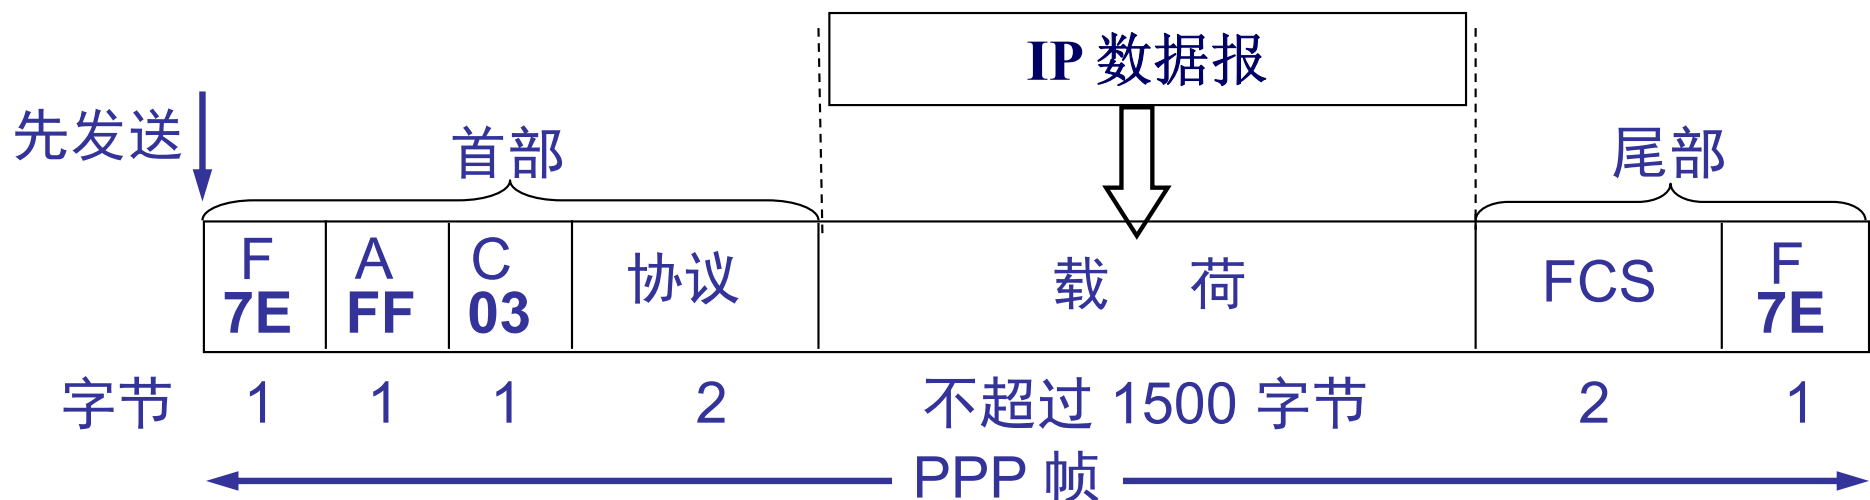 IP 数据报
先发送
首部
尾部
F A C 协议 载 荷 FCS F
7E FF 03 7E
字节 1 1 1 2 不超过 1500 字节 2 1
PPP 帧